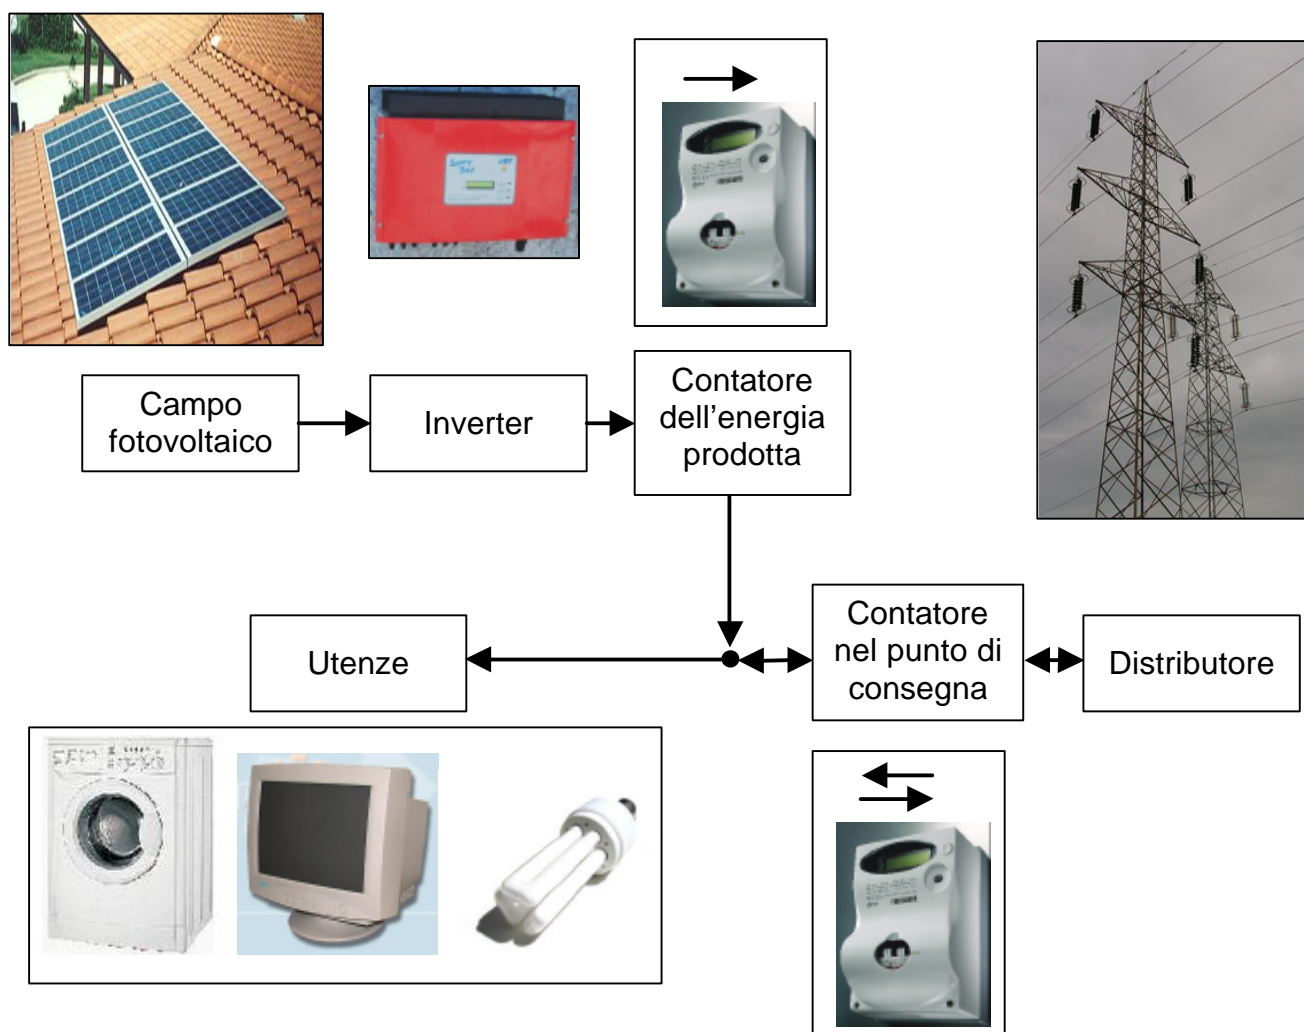 Campo
fotovoltaico
Inverter
Contatore
dell’energia
prodotta
Utenze
Contatore
nel punto di
consegna
Distributore